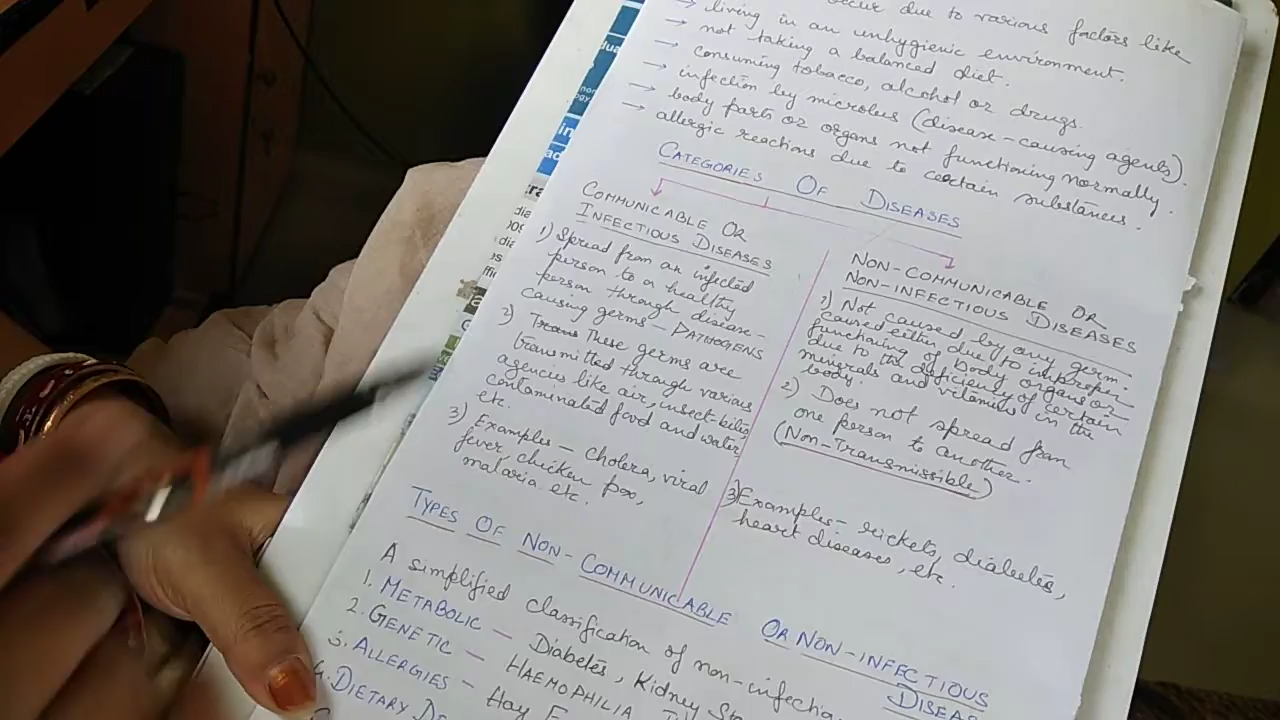 occur due to various factors like
→ living in an unhygienic environment.
→ not taking a balanced diet.
→ consuming tobacco, alcohol or drugs.
→ infection by microbes (disease-causing agents).
→ body parts or organs not functioning normally.
→ allergic reactions due to certain substances.
CATEGORIES OF DISEASES
COMMUNICABLE OR
INFECTIOUS DISEASES
1) Spread from an infected
person to a healthy
person through disease-
causing germs — PATHOGENS
2) Trans These germs are
transmitted through various
agencies like air, insect-bite
contaminated food and water
etc.
3) Examples — Cholera, viral
fever, chicken pox,
malaria etc.
NON-COMMUNICABLE OR
NON-INFECTIOUS DISEASES
1) Not caused by any germ.
caused either due to improper
functioning of body organs or
due to the deficiency of certain
minerals and vitamins in the
body.
2) Does not spread from
one person to another.
(Non-Transmissible)
3) Examples — rickets, diabetes,
heart diseases, etc.
TYPES OF NON-COMMUNICABLE OR NON-INFECTIOUS
A simplified classification of
1. METABOLIC — Diabetes, Kidney
2. GENETIC — HAEMOPHILIA
3. ALLERGIES — Hay
4. DIETARY